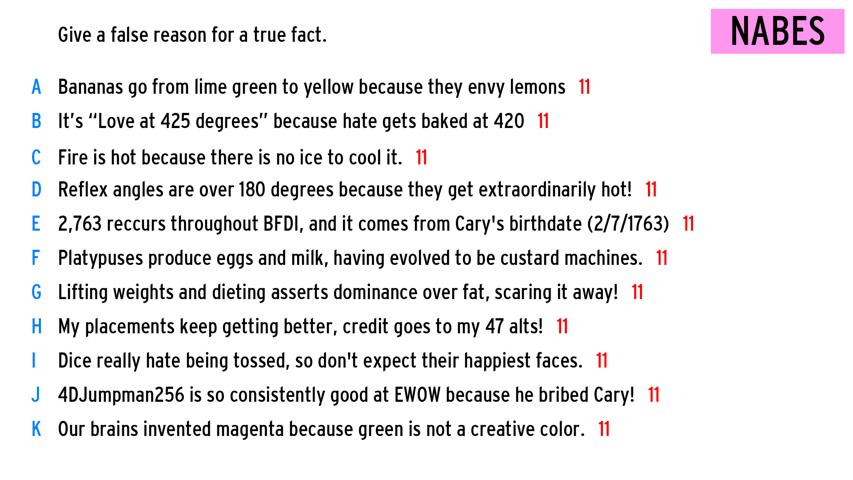 Give a false reason for a true fact.
NABES
A Bananas go from lime green to yellow because they envy lemons 11
B It's “Love at 425 degrees” because hate gets baked at 420 11
C Fire is hot because there is no ice to cool it. 11
D Reflex angles are over 180 degrees because they get extraordinarily hot! 11
E 2,763 reccurs throughout BFDI, and it comes from Cary's birthdate (2/7/1763) 11
F Platypuses produce eggs and milk, having evolved to be custard machines. 11
G Lifting weights and dieting asserts dominance over fat, scaring it away! 11
H My placements keep getting better, credit goes to my 47 alts! 11
I Dice really hate being tossed, so don't expect their happiest faces. 11
J 4DJumpman256 is so consistently good at EWOW because he bribed Cary! 11
K Our brains invented magenta because green is not a creative color. 11